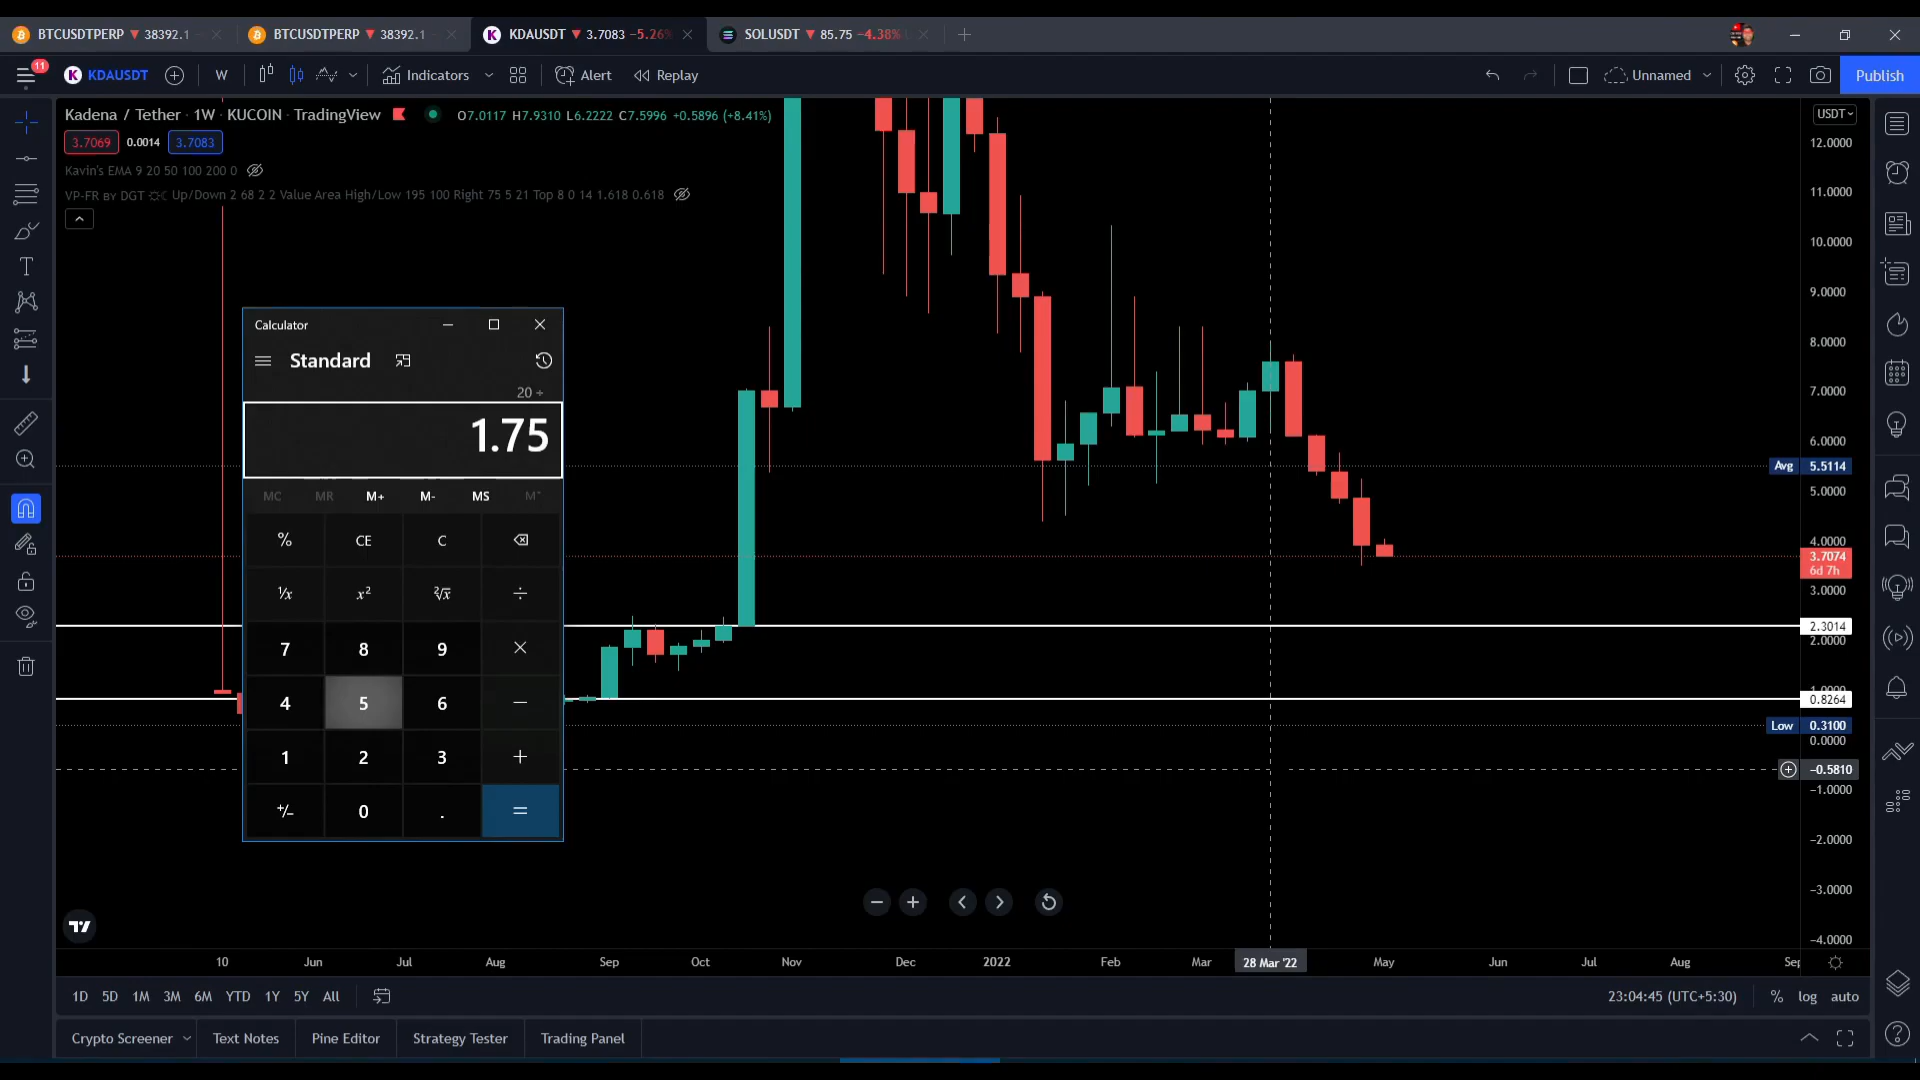 BTCUSDTPERP ▼ 38392.1 BTCUSDTPERP ▼ 38392.1 KDAUSDT ▼ 3.7083 −5.26% SOLUSDT ▼ 85.75 −4.38%
11 KDAUSDT W Indicators Alert Replay Unnamed Publish
Kadena / Tether · 1W · KUCOIN · TradingView O7.0117 H7.9310 L6.2222 C7.5996 +0.5896 (+8.41%)
3.7069 0.0014 3.7083
Kavin's EMA 9 20 50 100 200 0
VP-FR BY DGT Up/Down 2 68 2 2 Value Area High/Low 195 100 Right 75 5 21 Top 8 0 14 1.618 0.618
USDT
12.0000
11.0000
10.0000
9.0000
8.0000
7.0000
6.0000
Avg 5.5114
5.0000
4.0000
3.7074
6d 7h
3.0000
2.3014
2.0000
1.0000
0.8264
Low 0.3100
0.0000
−0.5810
−1.0000
−2.0000
−3.0000
−4.0000
Calculator
Standard
20 ÷
1.75
MC MR M+ M- MS M˅
% CE C
¹/x x² ²√x ÷
7 8 9 ×
4 5 6 −
1 2 3 +
+/− 0 . =
10 Jun Jul Aug Sep Oct Nov Dec 2022 Feb Mar 28 Mar '22 May Jun Jul Aug Sep
1D 5D 1M 3M 6M YTD 1Y 5Y All 23:04:45 (UTC+5:30) % log auto
Crypto Screener Text Notes Pine Editor Strategy Tester Trading Panel